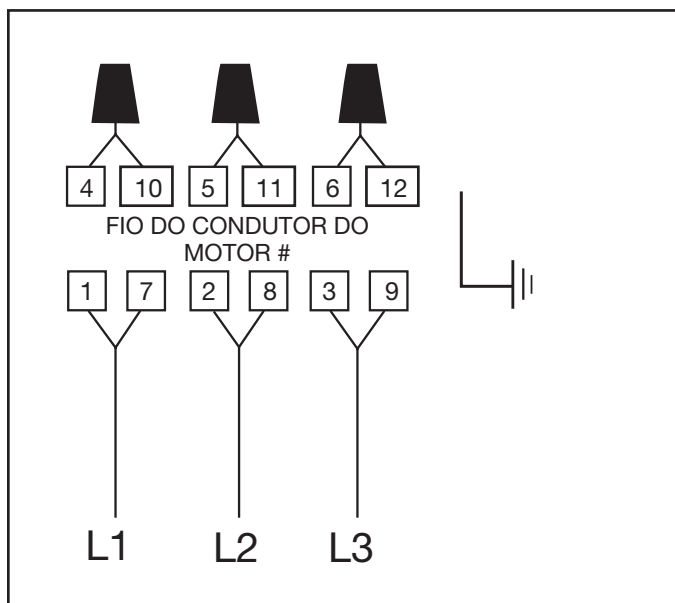 4 10 5 11 6 12
FIO DO CONDUTOR DO
MOTOR #
1 7 2 8 3 9
L1 L2 L3